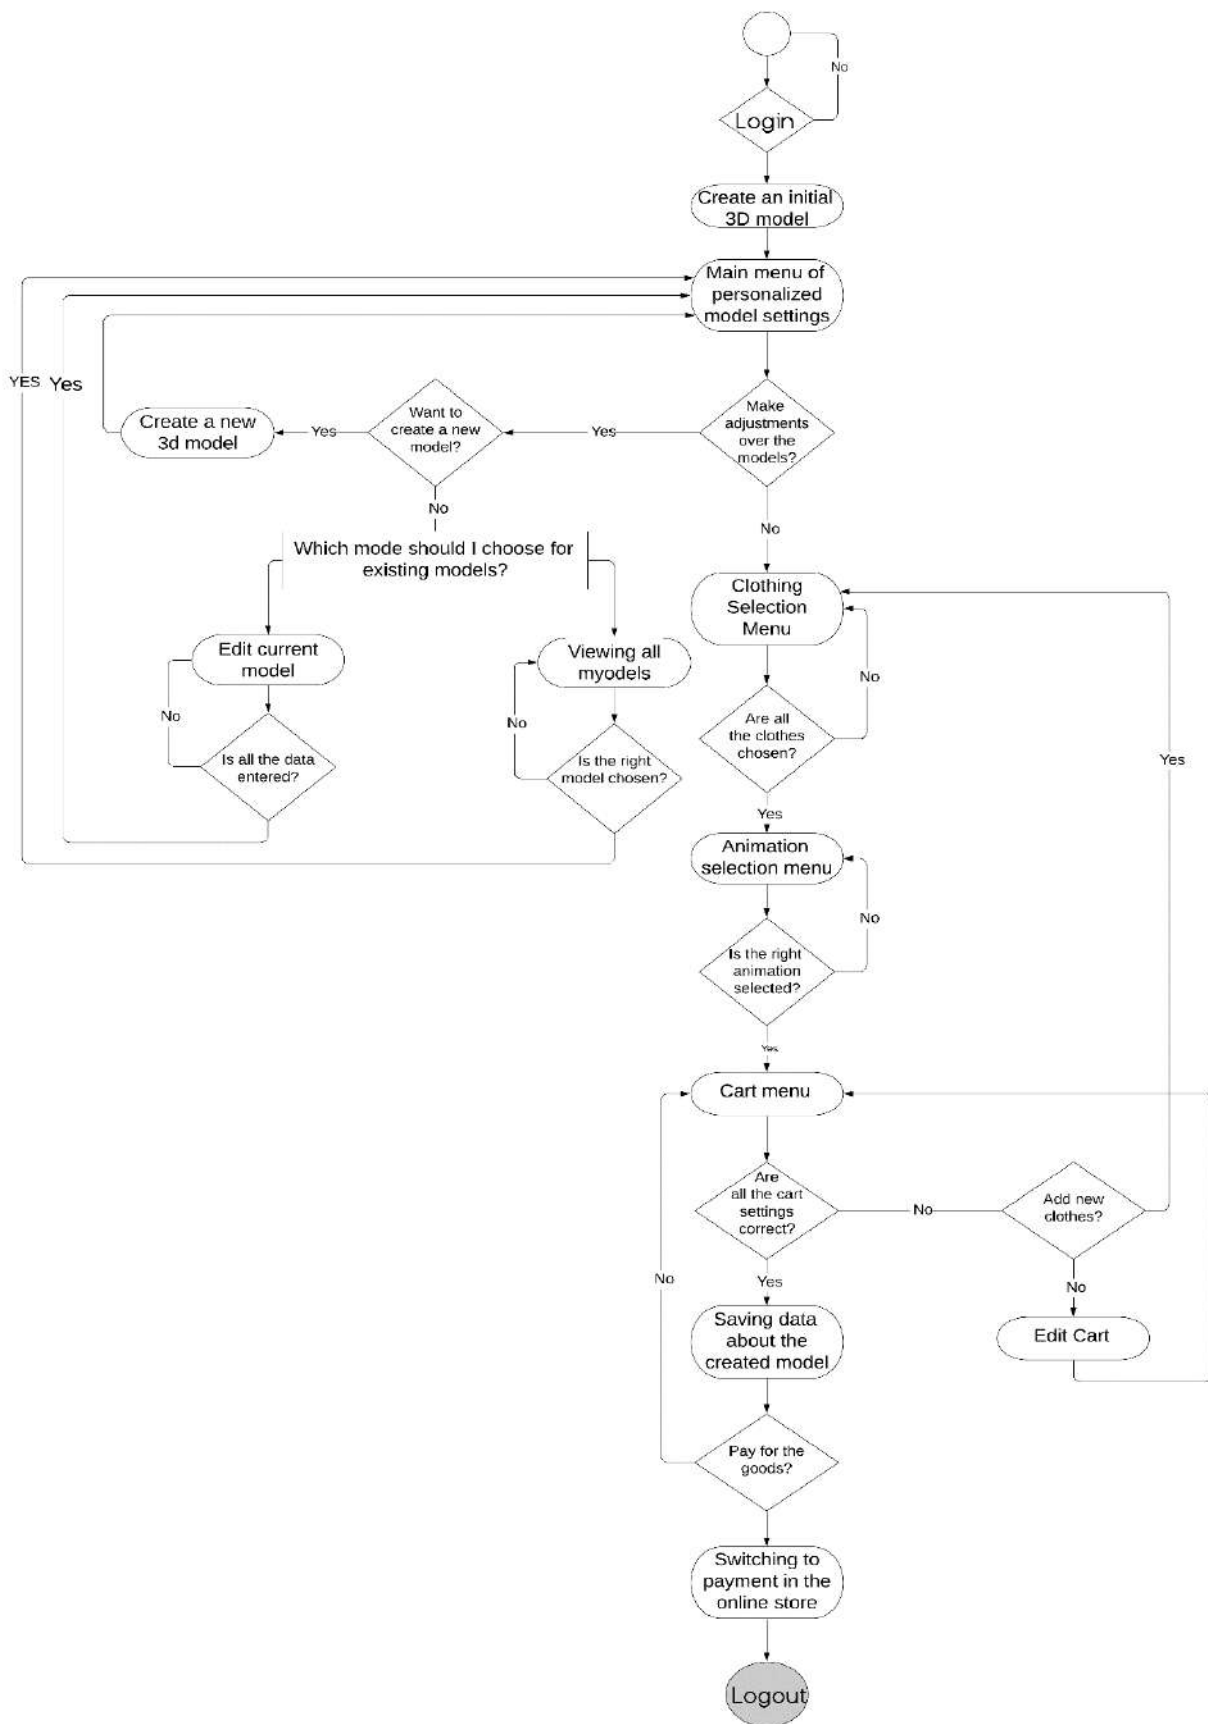 No
Login
Create an initial
3D model
Main menu of
personalized
model settings
YES
Yes
Create a new
3d model
Yes
Want to
create a new
model?
Yes
Make
adjustments
over the
models?
No
No
Which mode should I choose for
existing models?
Clothing
Selection
Menu
Edit current
model
Viewing all
myodels
No
No
No
Is all the data
entered?
Is the right
model chosen?
Are all
the clothes
chosen?
Yes
Yes
Animation
selection menu
No
Is the right
animation
selected?
Yes
Cart menu
Are
all the cart
settings
correct?
No
Add new
clothes?
No
Yes
No
Saving data
about the
created model
Edit Cart
Pay for the
goods?
Switching to
payment in the
online store
Logout